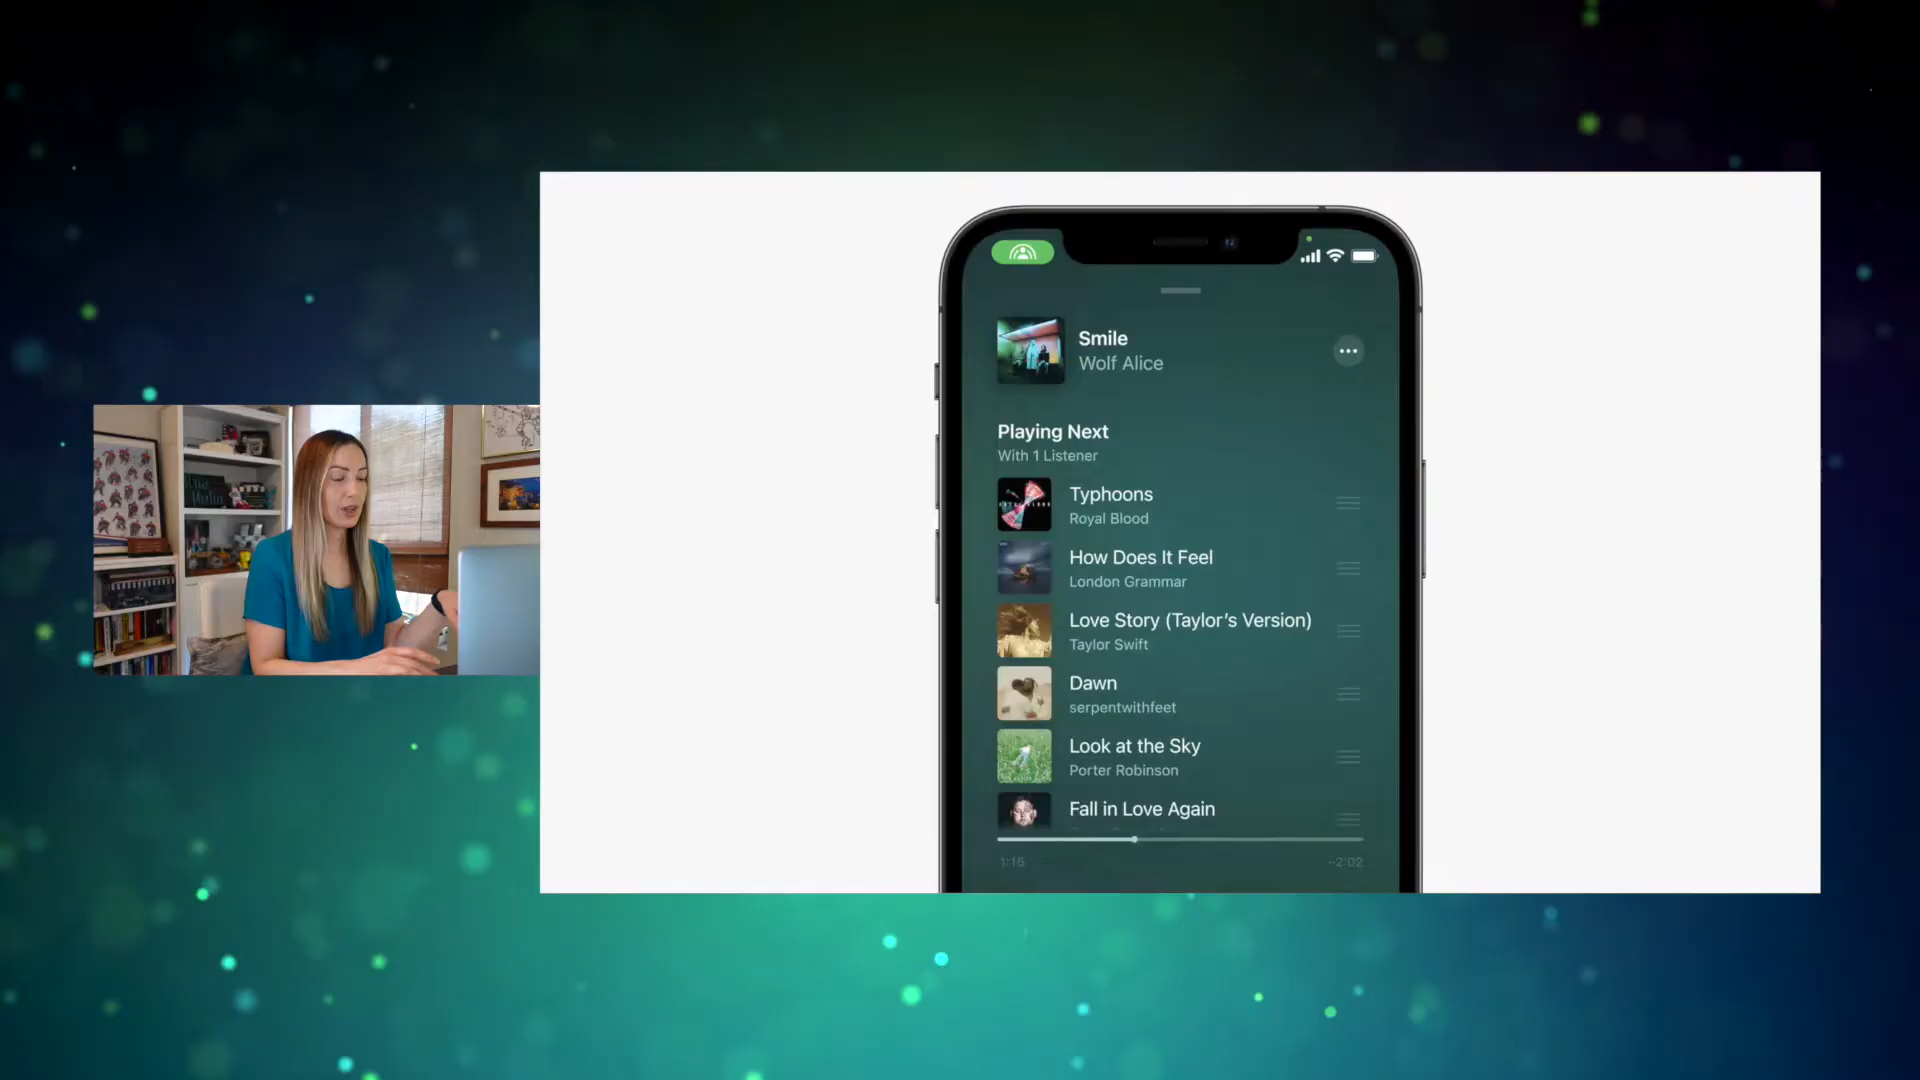 Smile
Wolf Alice
Playing Next
With 1 Listener
Typhoons
Royal Blood
How Does It Feel
London Grammar
Love Story (Taylor's Version)
Taylor Swift
Dawn
serpentwithfeet
Look at the Sky
Porter Robinson
Fall in Love Again
1:16
-2:02